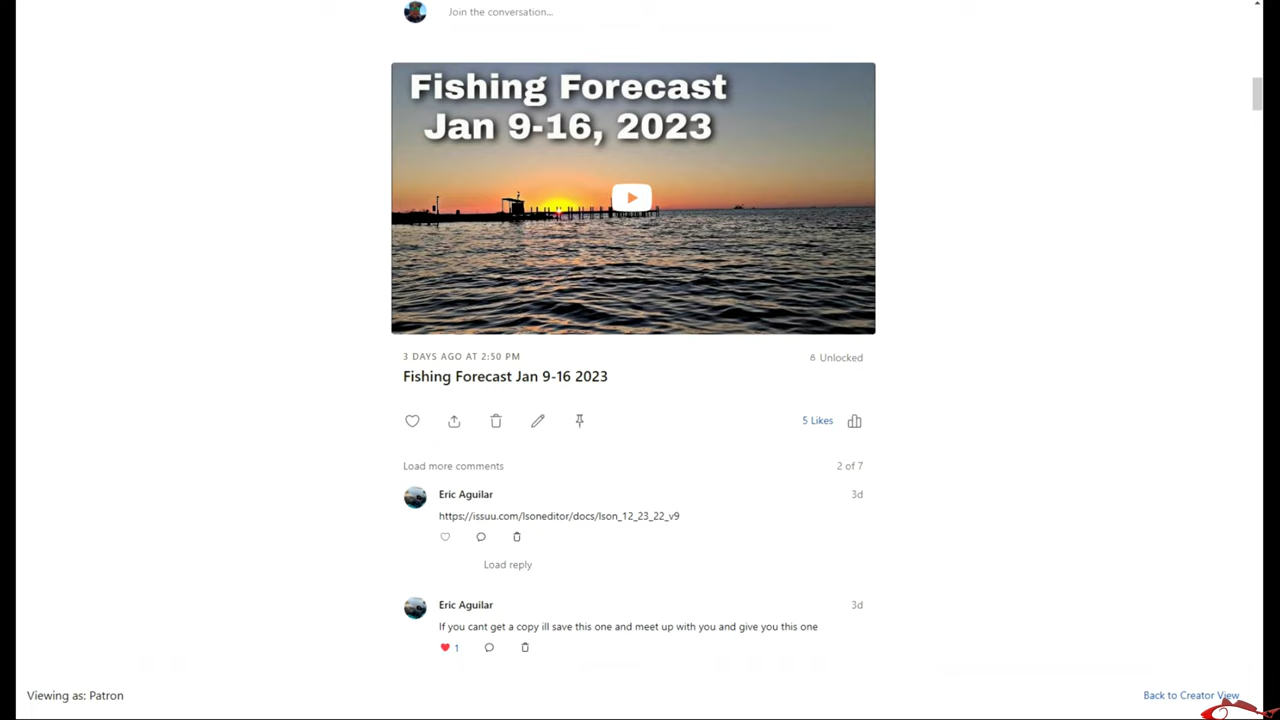 Join the conversation...
Fishing Forecast
Jan 9-16, 2023
3 DAYS AGO AT 2:50 PM
Unlocked
Fishing Forecast Jan 9-16 2023
5 Likes
Load more comments
2 of 7
Eric Aguilar
3d
https://issuu.com/lsoneditor/docs/lson_12_23_22_v9
Load reply
Eric Aguilar
3d
If you cant get a copy ill save this one and meet up with you and give you this one
1
Viewing as: Patron
Back to Creator View